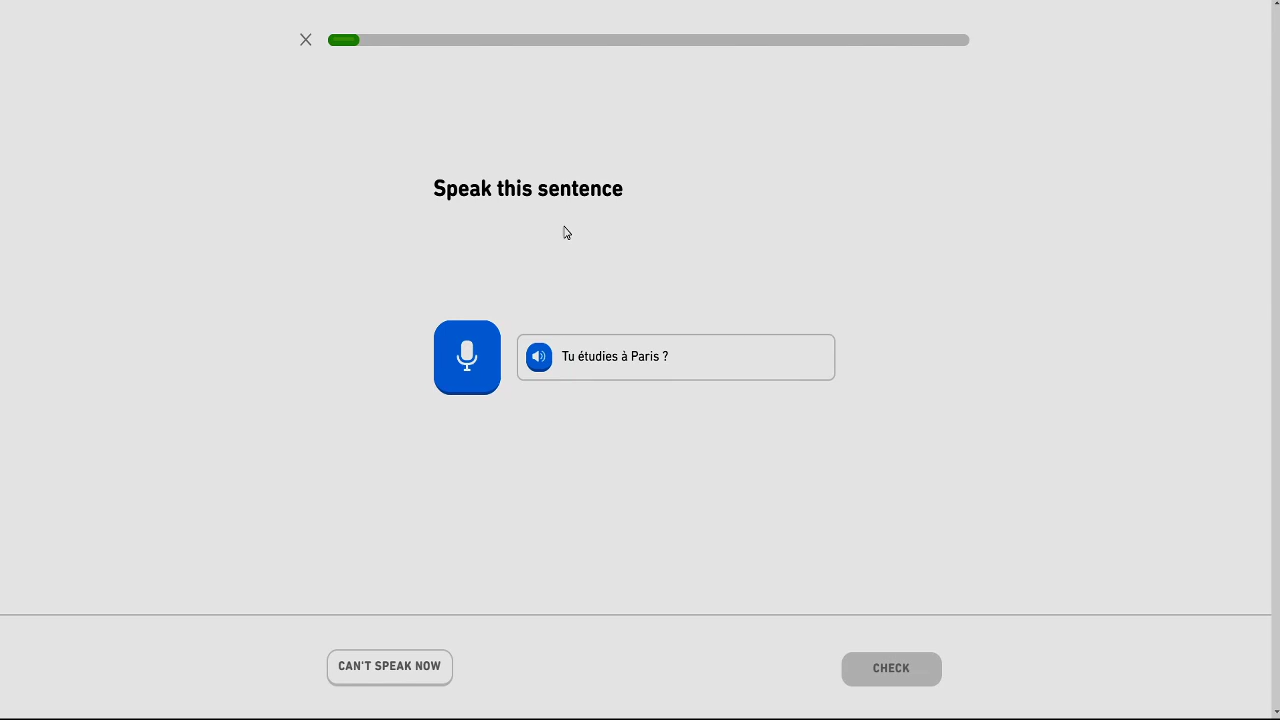 Speak this sentence
Tu étudies à Paris ?
CAN'T SPEAK NOW
CHECK